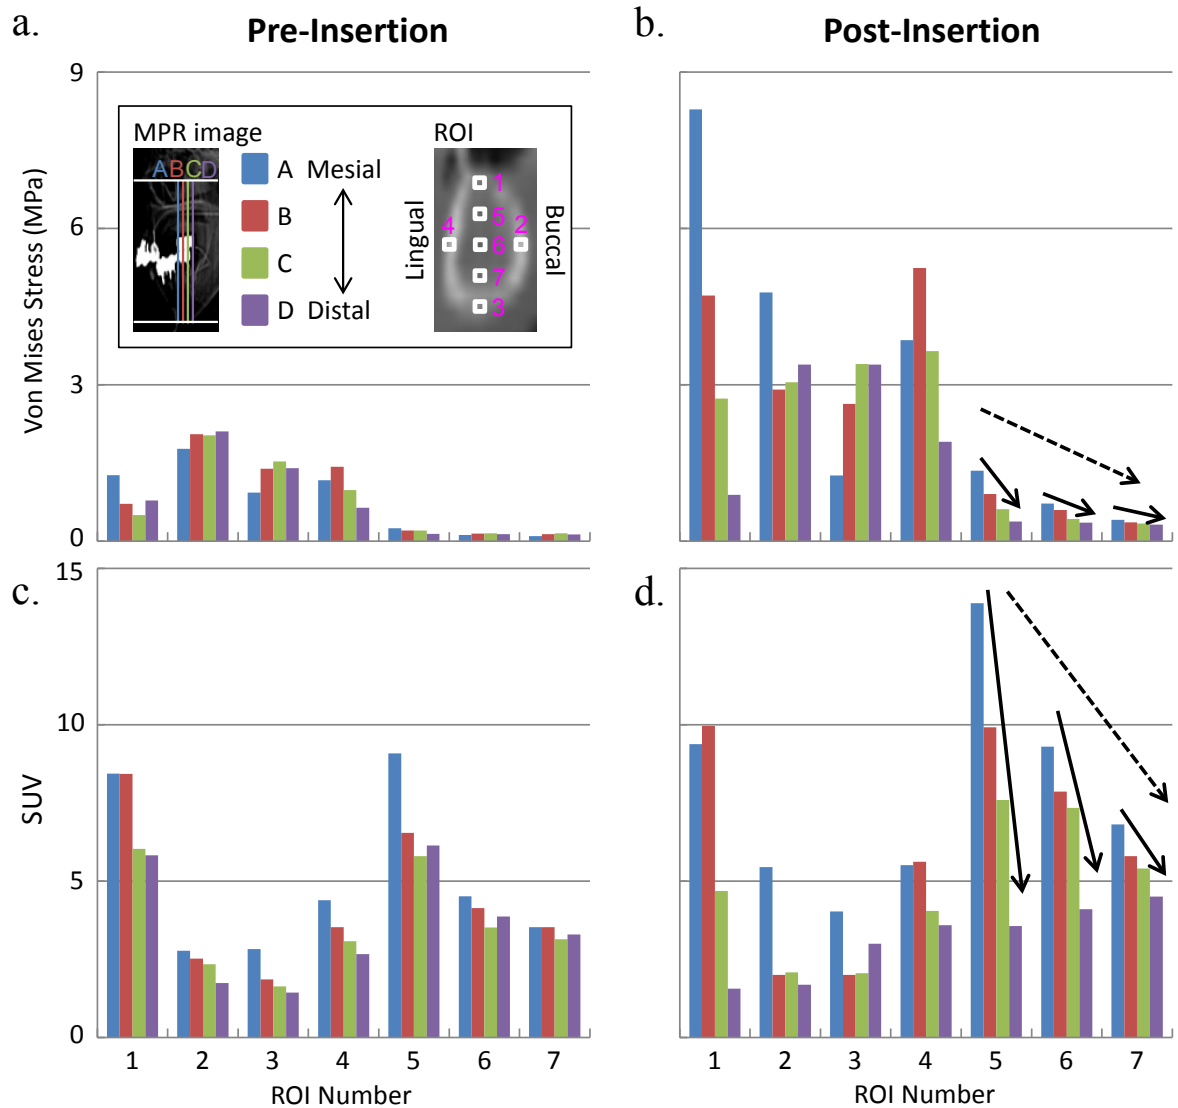 a.
Pre-Insertion
b.
Post-Insertion
9
6
3
0
Von Mises Stress (MPa)
MPR image
A B C D
A Mesial
B
C
D Distal
ROI
Lingual
Buccal
1
5
4 2
6
7
3
c.
d.
15
10
5
0
SUV
1 2 3 4 5 6 7
ROI Number
1 2 3 4 5 6 7
ROI Number